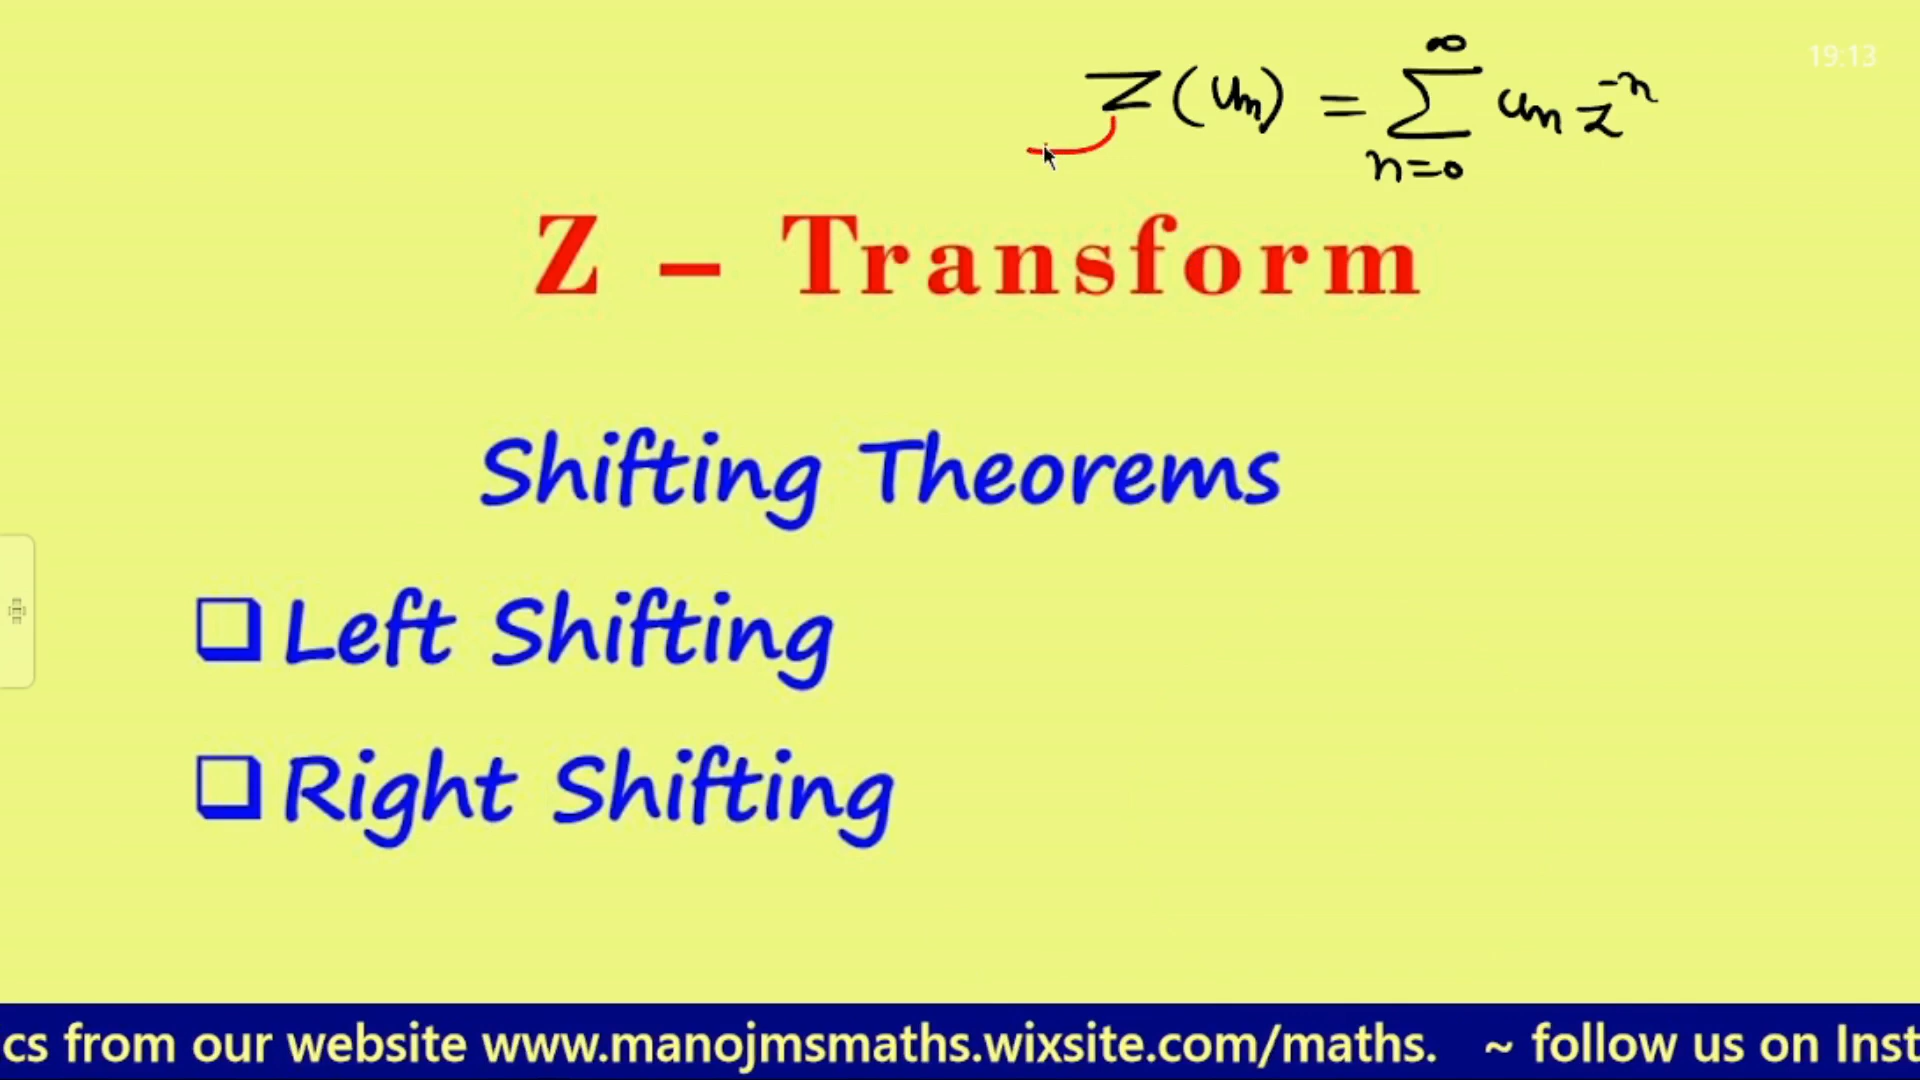 19:13
Z(un) = ∞∑n=0 un z^-n
Z – Transform
Shifting Theorems
❑ Left Shifting
❑ Right Shifting
cs from our website www.manojmsmaths.wixsite.com/maths. ~ follow us on Inst